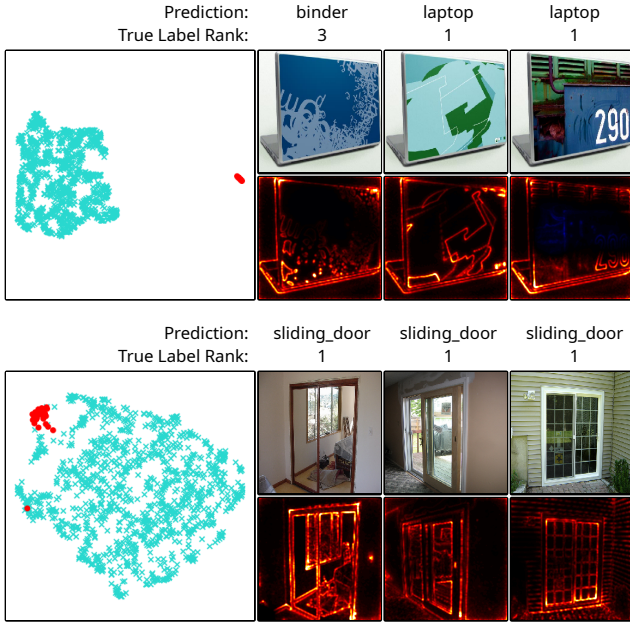 Prediction: binder laptop laptop
True Label Rank: 3 1 1
290
Prediction: sliding_door sliding_door sliding_door
True Label Rank: 1 1 1